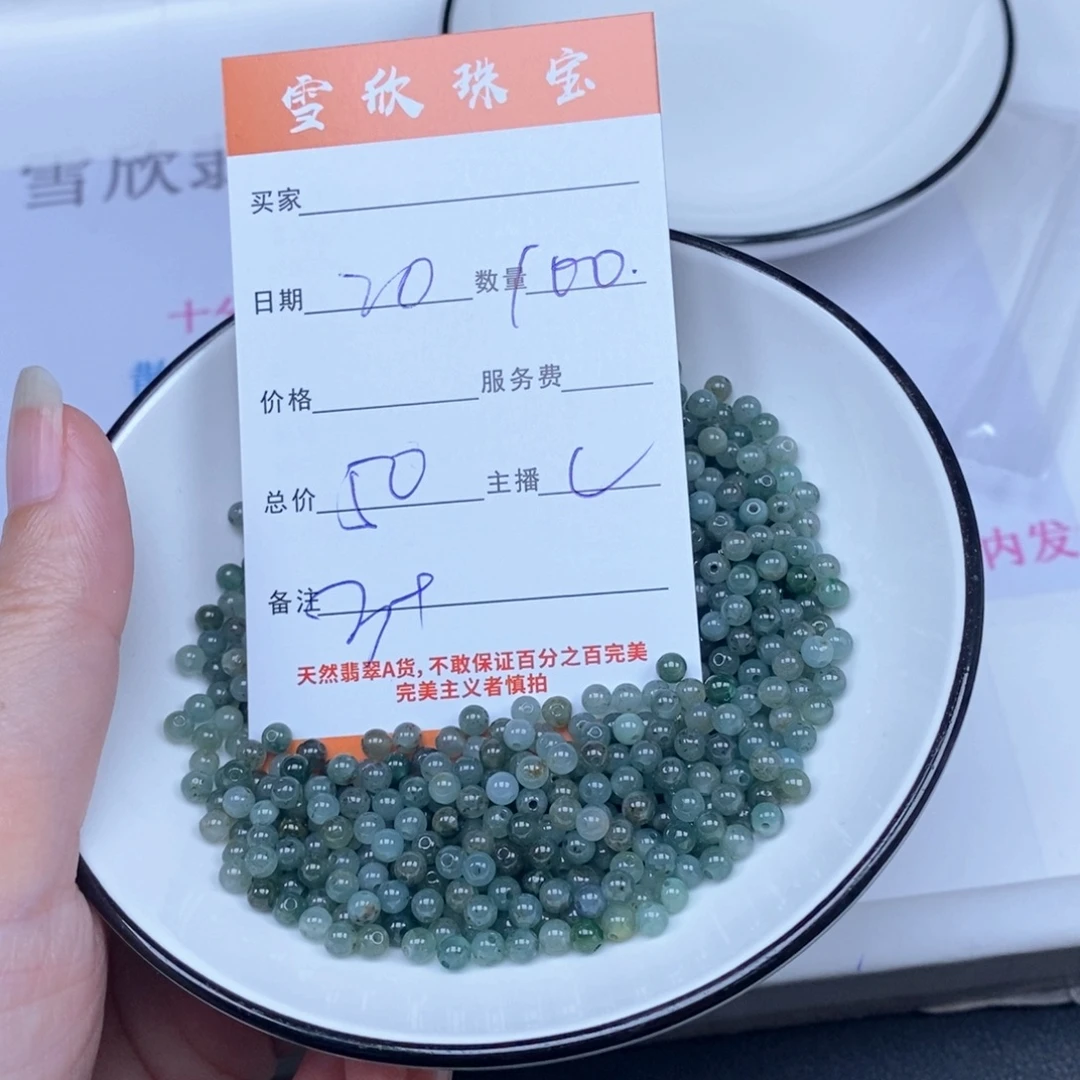 雪欣珠宝
雪欣
买家
日期 20 数量 100.
价格 服务费
总价 50 主播
备注
天然翡翠A货,不敢保证百分之百完美
完美主义者慎拍
十
散
内发